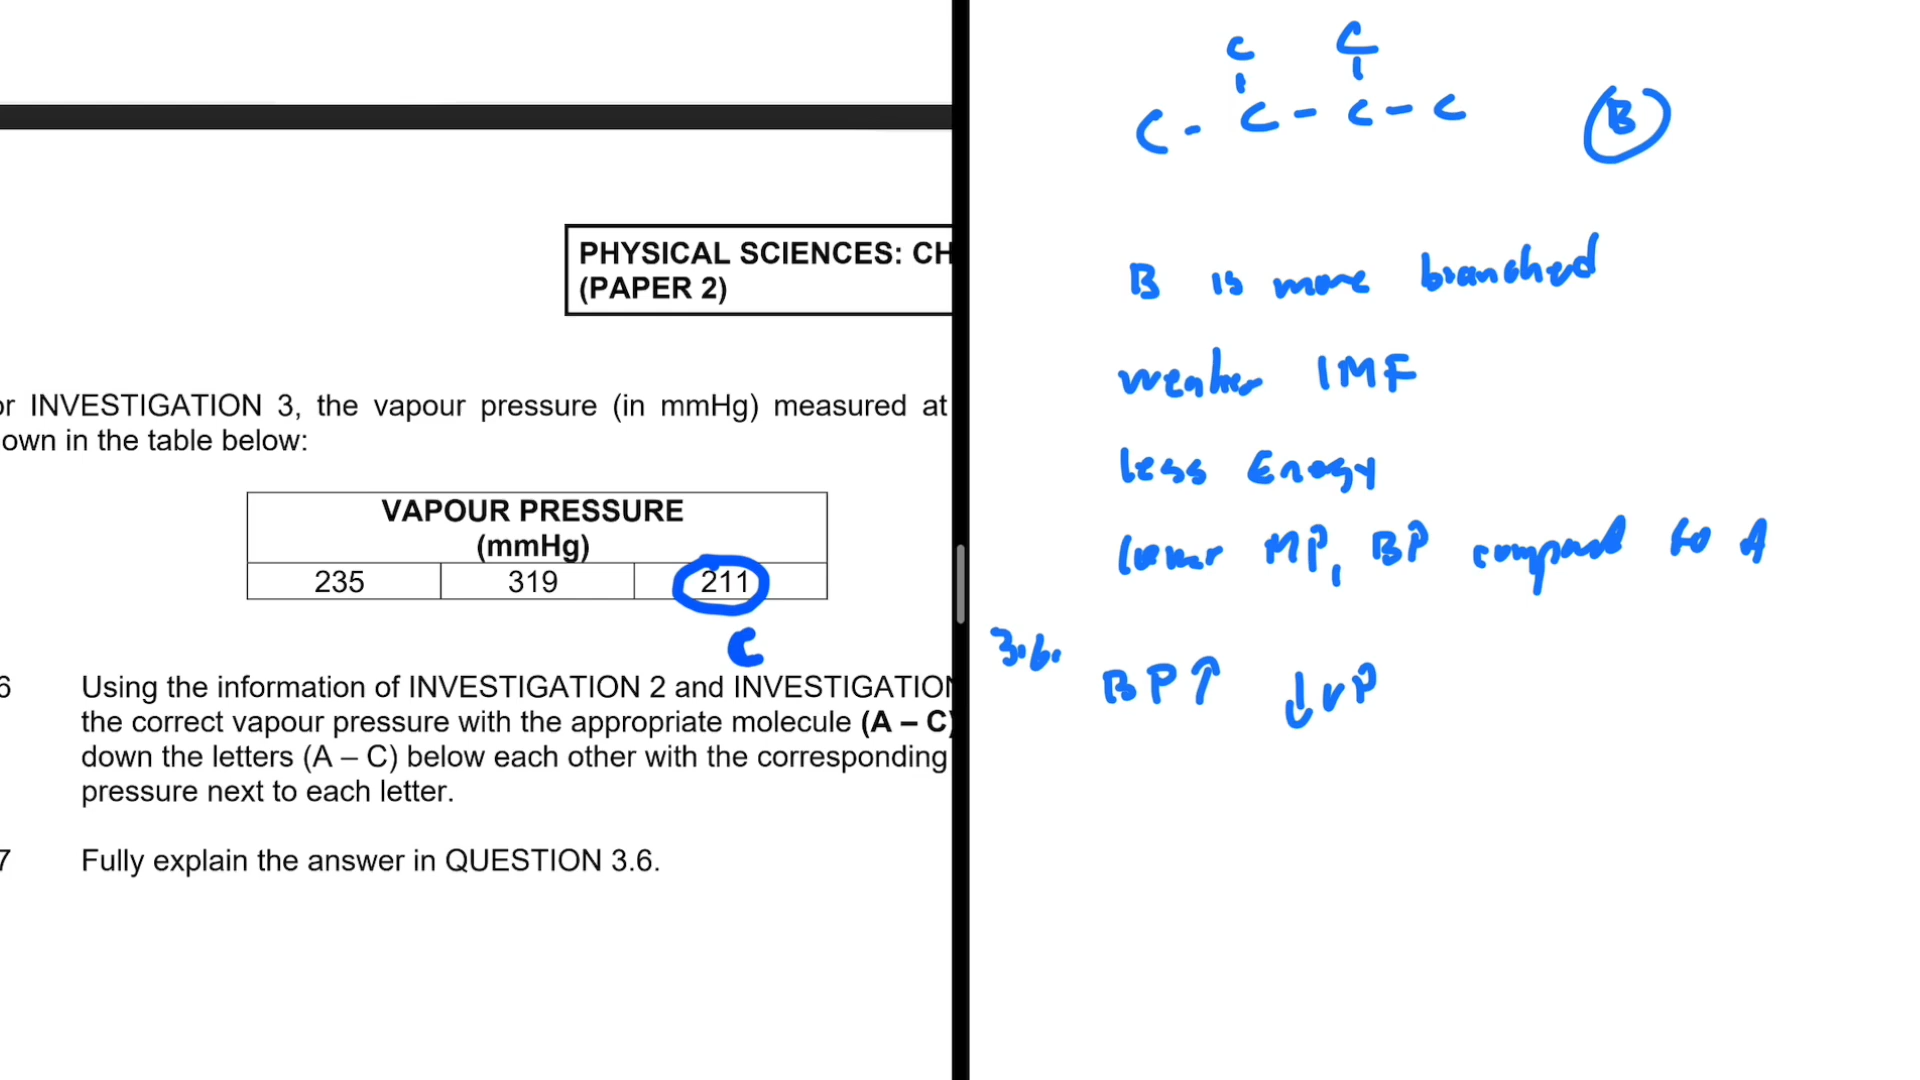 PHYSICAL SCIENCES: CH
(PAPER 2)
or INVESTIGATION 3, the vapour pressure (in mmHg) measured at
own in the table below:
VAPOUR PRESSURE
(mmHg)
235 319 211
C
6 Using the information of INVESTIGATION 2 and INVESTIGATION
the correct vapour pressure with the appropriate molecule (A – C)
down the letters (A – C) below each other with the corresponding
pressure next to each letter.
7 Fully explain the answer in QUESTION 3.6.
C C
C - C - C - C B
B is more branched
weaker IMF
less Energy
lower MP, BP compared to A
3.6. BP↑ ↓VP